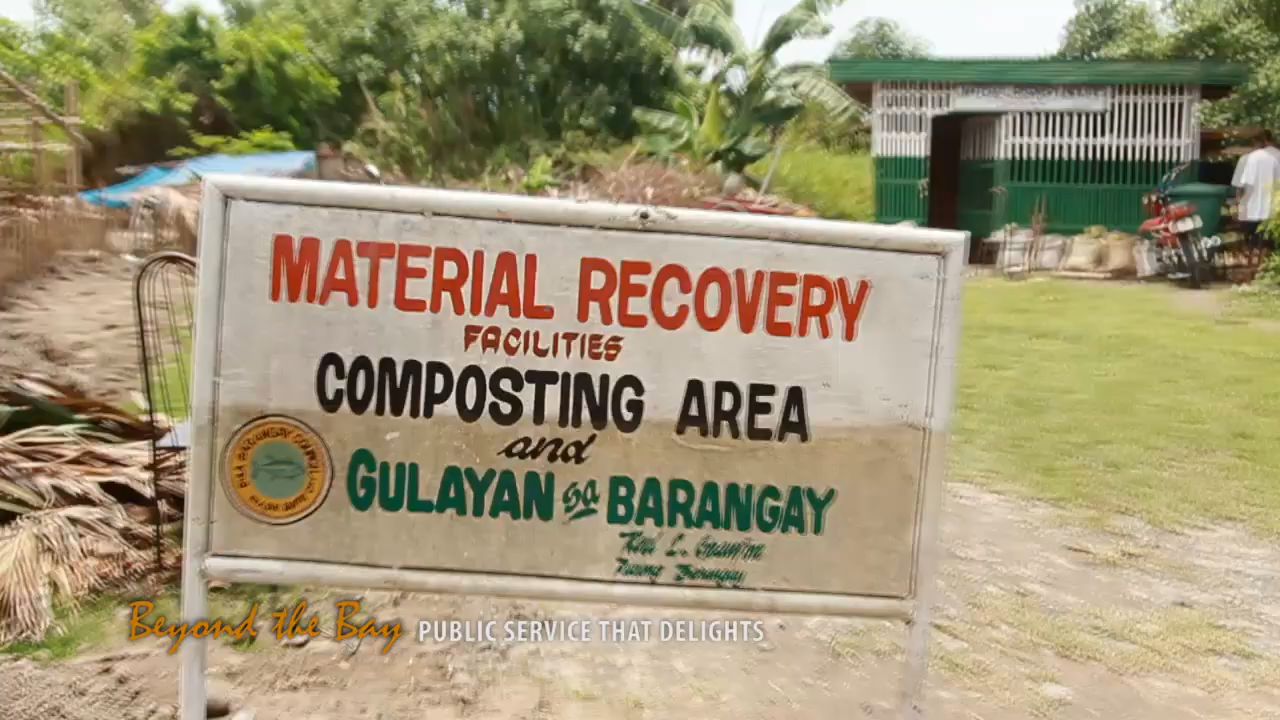 MATERIAL RECOVERY
FACILITIES
COMPOSTING AREA
and
GULAYAN sa BARANGAY
Beyond the Bay PUBLIC SERVICE THAT DELIGHTS